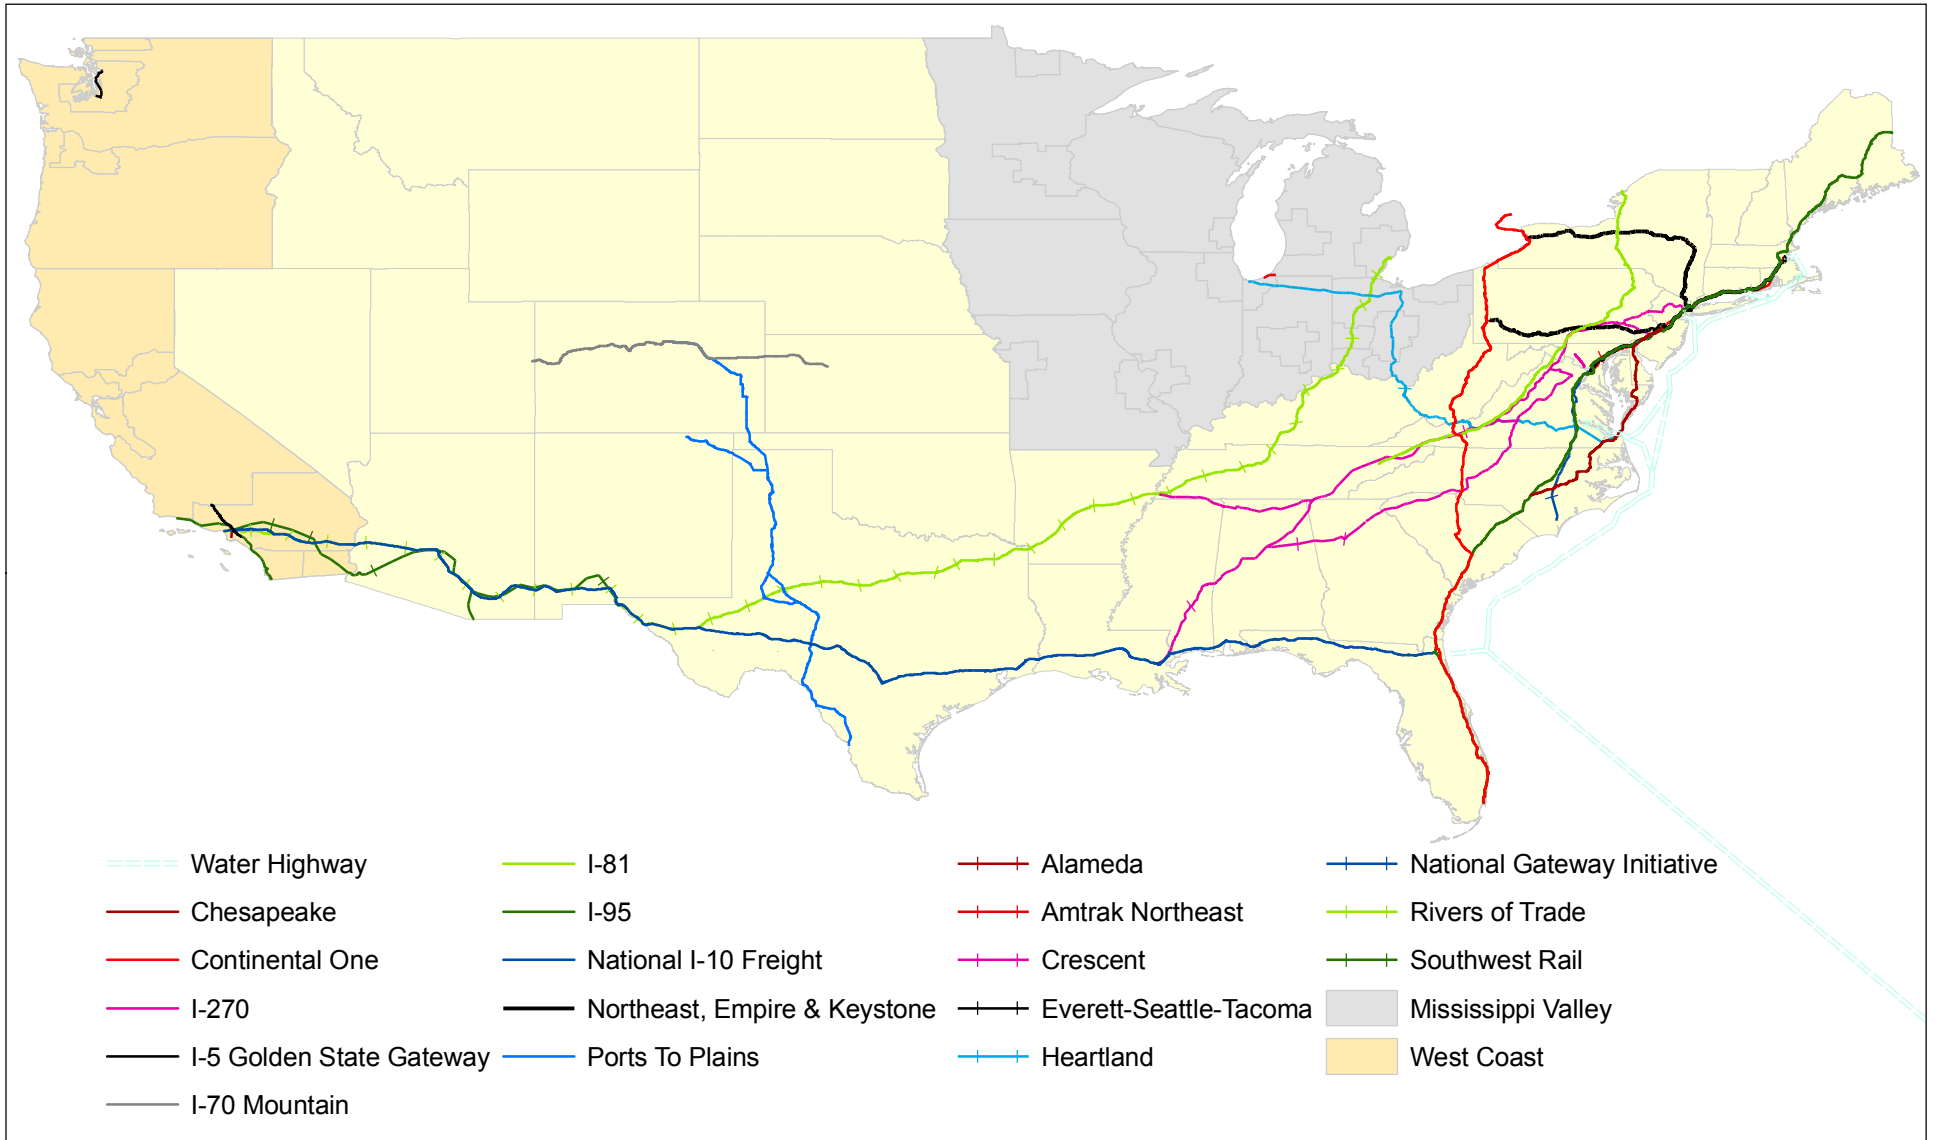 Water Highway
Chesapeake
Continental One
I-270
I-5 Golden State Gateway
I-70 Mountain
I-81
I-95
National I-10 Freight
Northeast, Empire & Keystone
Ports To Plains
Alameda
Amtrak Northeast
Crescent
Everett-Seattle-Tacoma
Heartland
National Gateway Initiative
Rivers of Trade
Southwest Rail
Mississippi Valley
West Coast